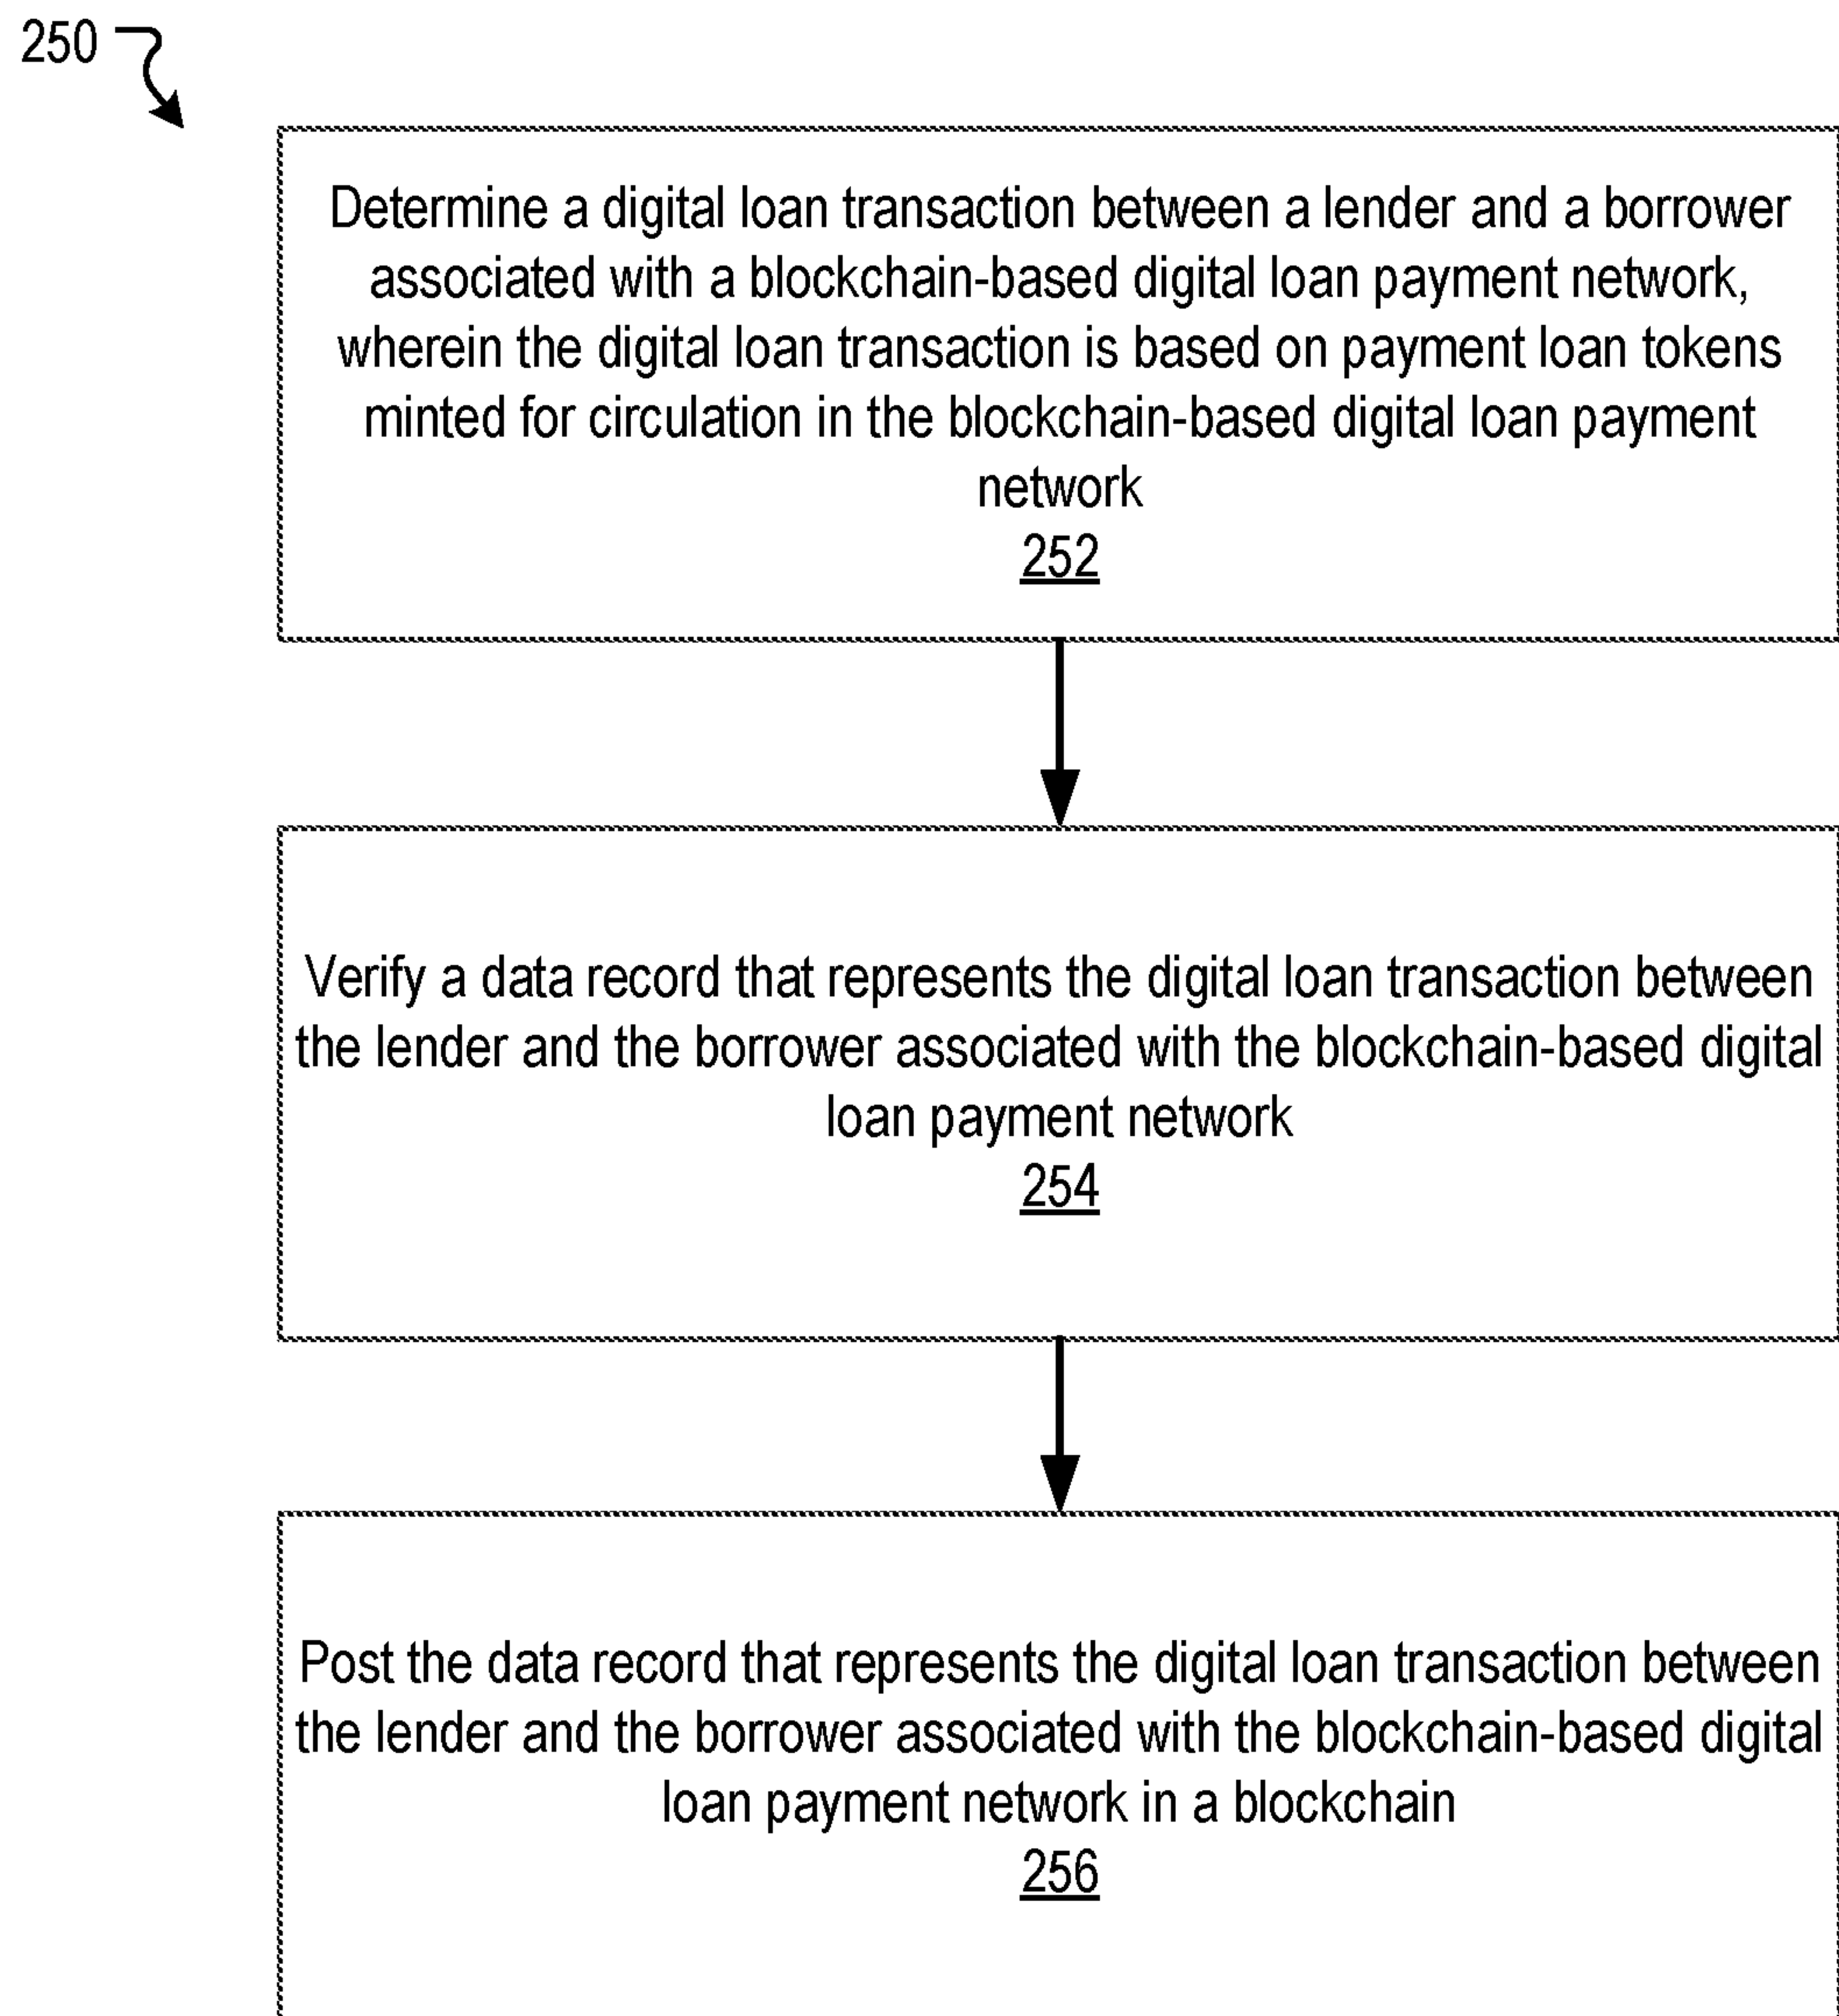 250
Determine a digital loan transaction between a lender and a borrower
associated with a blockchain-based digital loan payment network,
wherein the digital loan transaction is based on payment loan tokens
minted for circulation in the blockchain-based digital loan payment
network
252
Verify a data record that represents the digital loan transaction between
the lender and the borrower associated with the blockchain-based digital
loan payment network
254
Post the data record that represents the digital loan transaction between
the lender and the borrower associated with the blockchain-based digital
loan payment network in a blockchain
256